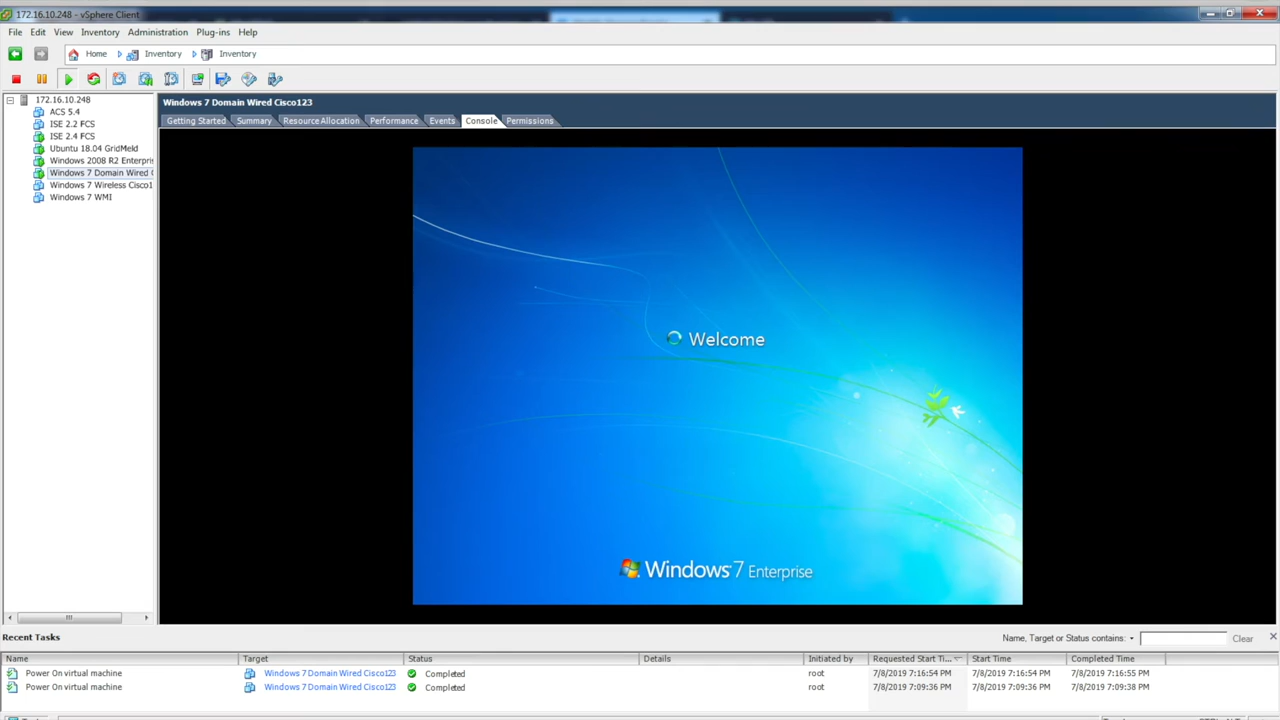 172.16.10.248 - vSphere Client
File Edit View Inventory Administration Plug-ins Help
Home Inventory Inventory
172.16.10.248
ACS 5.4
ISE 2.2 FCS
ISE 2.4 FCS
Ubuntu 18.04 GridMeld
Windows 2008 R2 Enterpris
Windows 7 Domain Wired C
Windows 7 Wireless Cisco1
Windows 7 WMI
Windows 7 Domain Wired Cisco123
Getting Started Summary Resource Allocation Performance Events Console Permissions
Welcome
Windows 7 Enterprise
Recent Tasks Name, Target or Status contains: Clear
Name Target Status Details Initiated by Requested Start Ti... Start Time Completed Time
Power On virtual machine Windows 7 Domain Wired Cisco123 Completed root 7/8/2019 7:16:54 PM 7/8/2019 7:16:54 PM 7/8/2019 7:16:55 PM
Power On virtual machine Windows 7 Domain Wired Cisco123 Completed root 7/8/2019 7:09:36 PM 7/8/2019 7:09:36 PM 7/8/2019 7:09:38 PM